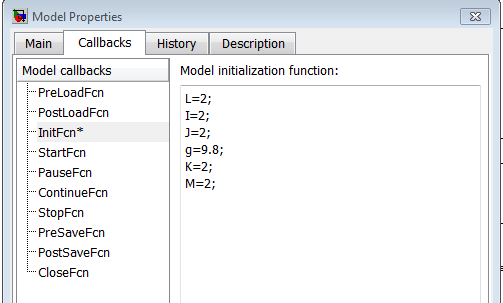 Model Properties
Main Callbacks History Description
Model callbacks
PreLoadFcn
PostLoadFcn
InitFcn*
StartFcn
PauseFcn
ContinueFcn
StopFcn
PreSaveFcn
PostSaveFcn
CloseFcn
Model initialization function:
L=2;
I=2;
J=2;
g=9.8;
K=2;
M=2;